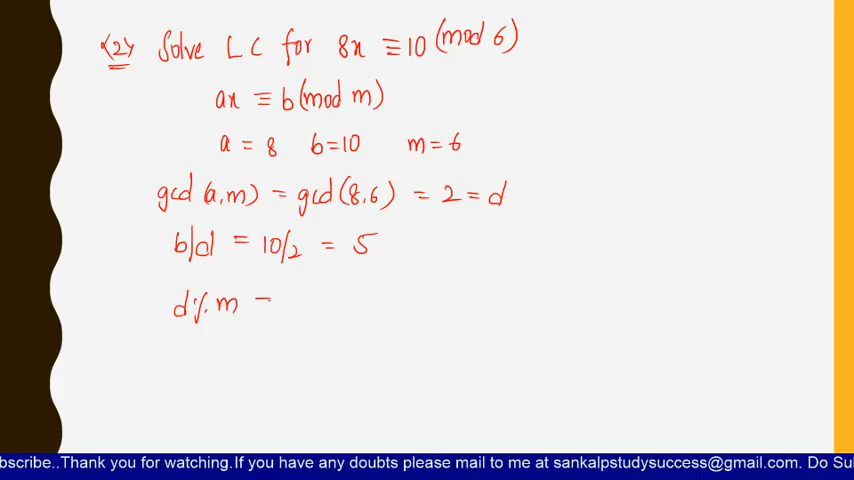 (2) Solve LC for 8x ≡ 10 (mod 6)
ax ≡ b (mod m)
a = 8 b=10 m=6
gcd (a,m) = gcd (8,6) = 2 = d
b/d = 10/2 = 5
d % m =
bscribe..Thank you for watching.If you have any doubts please mail to me at sankalpstudysuccess@gmail.com. Do Su